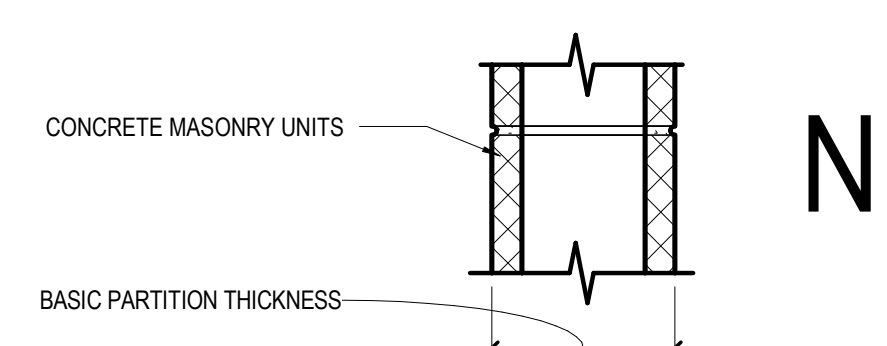 CONCRETE MASONRY UNITS
N
BASIC PARTITION THICKNESS